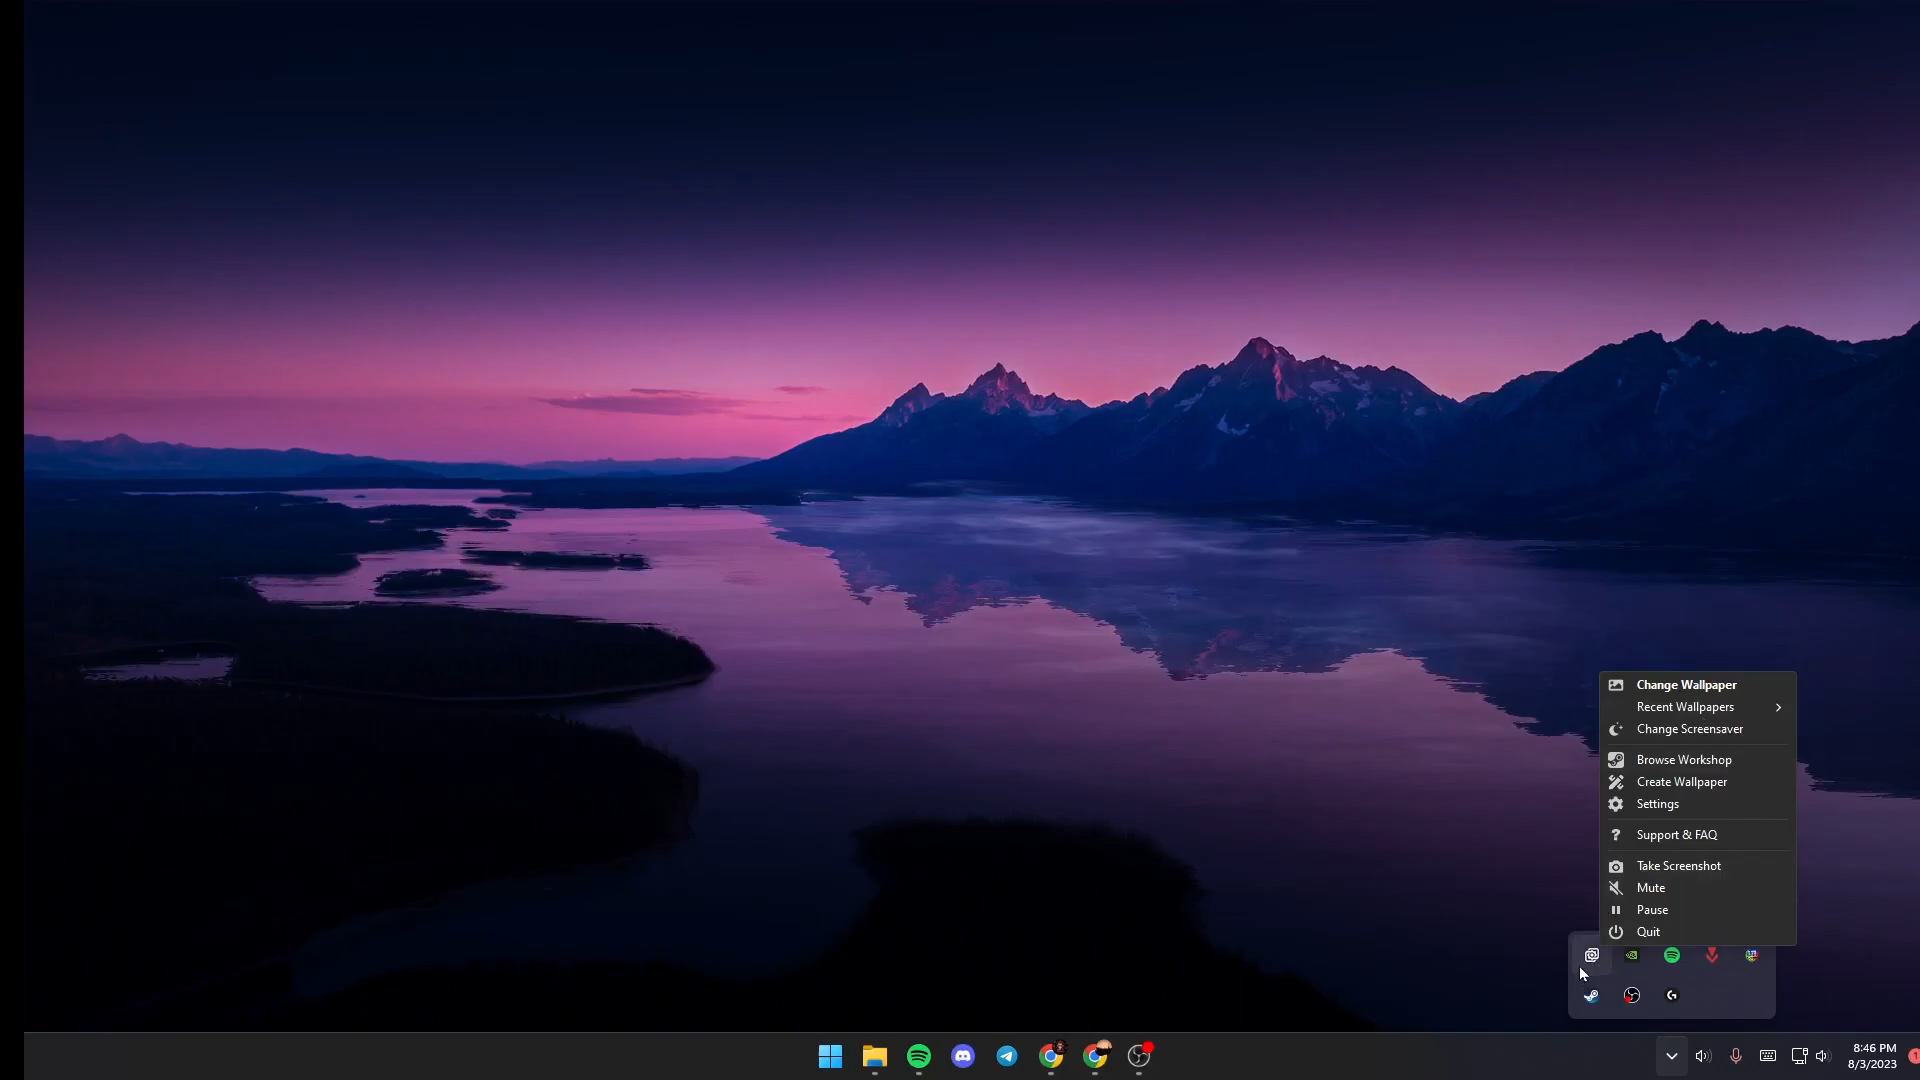 Change Wallpaper
Recent Wallpapers
Change Screensaver
Browse Workshop
Create Wallpaper
Settings
? Support & FAQ
Take Screenshot
Mute
Pause
Quit
8:46 PM
8/3/2023
1